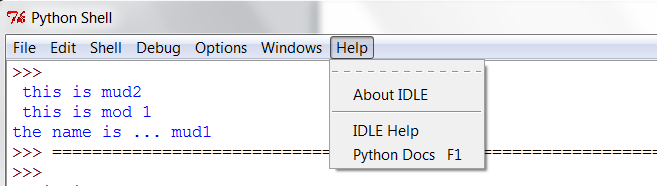 Python Shell
File Edit Shell Debug Options Windows Help
>>>
this is mud2
this is mod 1
the name is ... mud1
>>> ================================================
>>>
About IDLE
IDLE Help
Python Docs F1